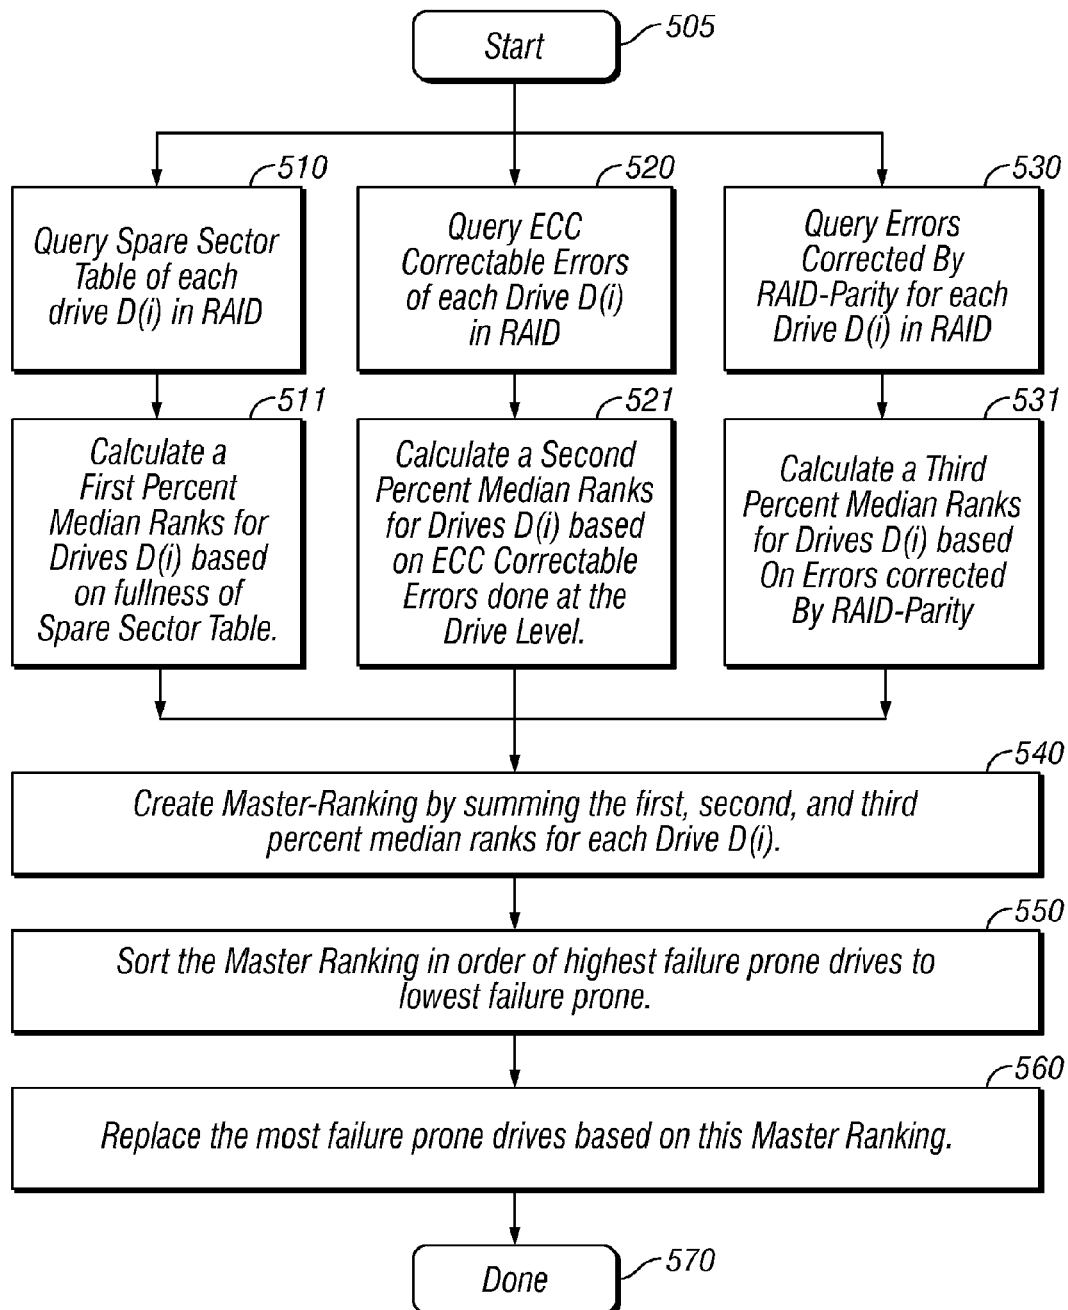 Start
505
510
Query Spare Sector
Table of each
drive D(i) in RAID
520
Query ECC
Correctable Errors
of each Drive D(i)
in RAID
530
Query Errors
Corrected By
RAID-Parity for each
Drive D(i) in RAID
511
Calculate a
First Percent
Median Ranks for
Drives D(i) based
on fullness of
Spare Sector Table.
521
Calculate a Second
Percent Median Ranks
for Drives D(i) based
on ECC Correctable
Errors done at the
Drive Level.
531
Calculate a Third
Percent Median Ranks
for Drives D(i) based
On Errors corrected
By RAID-Parity
540
Create Master-Ranking by summing the first, second, and third
percent median ranks for each Drive D(i).
550
Sort the Master Ranking in order of highest failure prone drives to
lowest failure prone.
560
Replace the most failure prone drives based on this Master Ranking.
Done
570